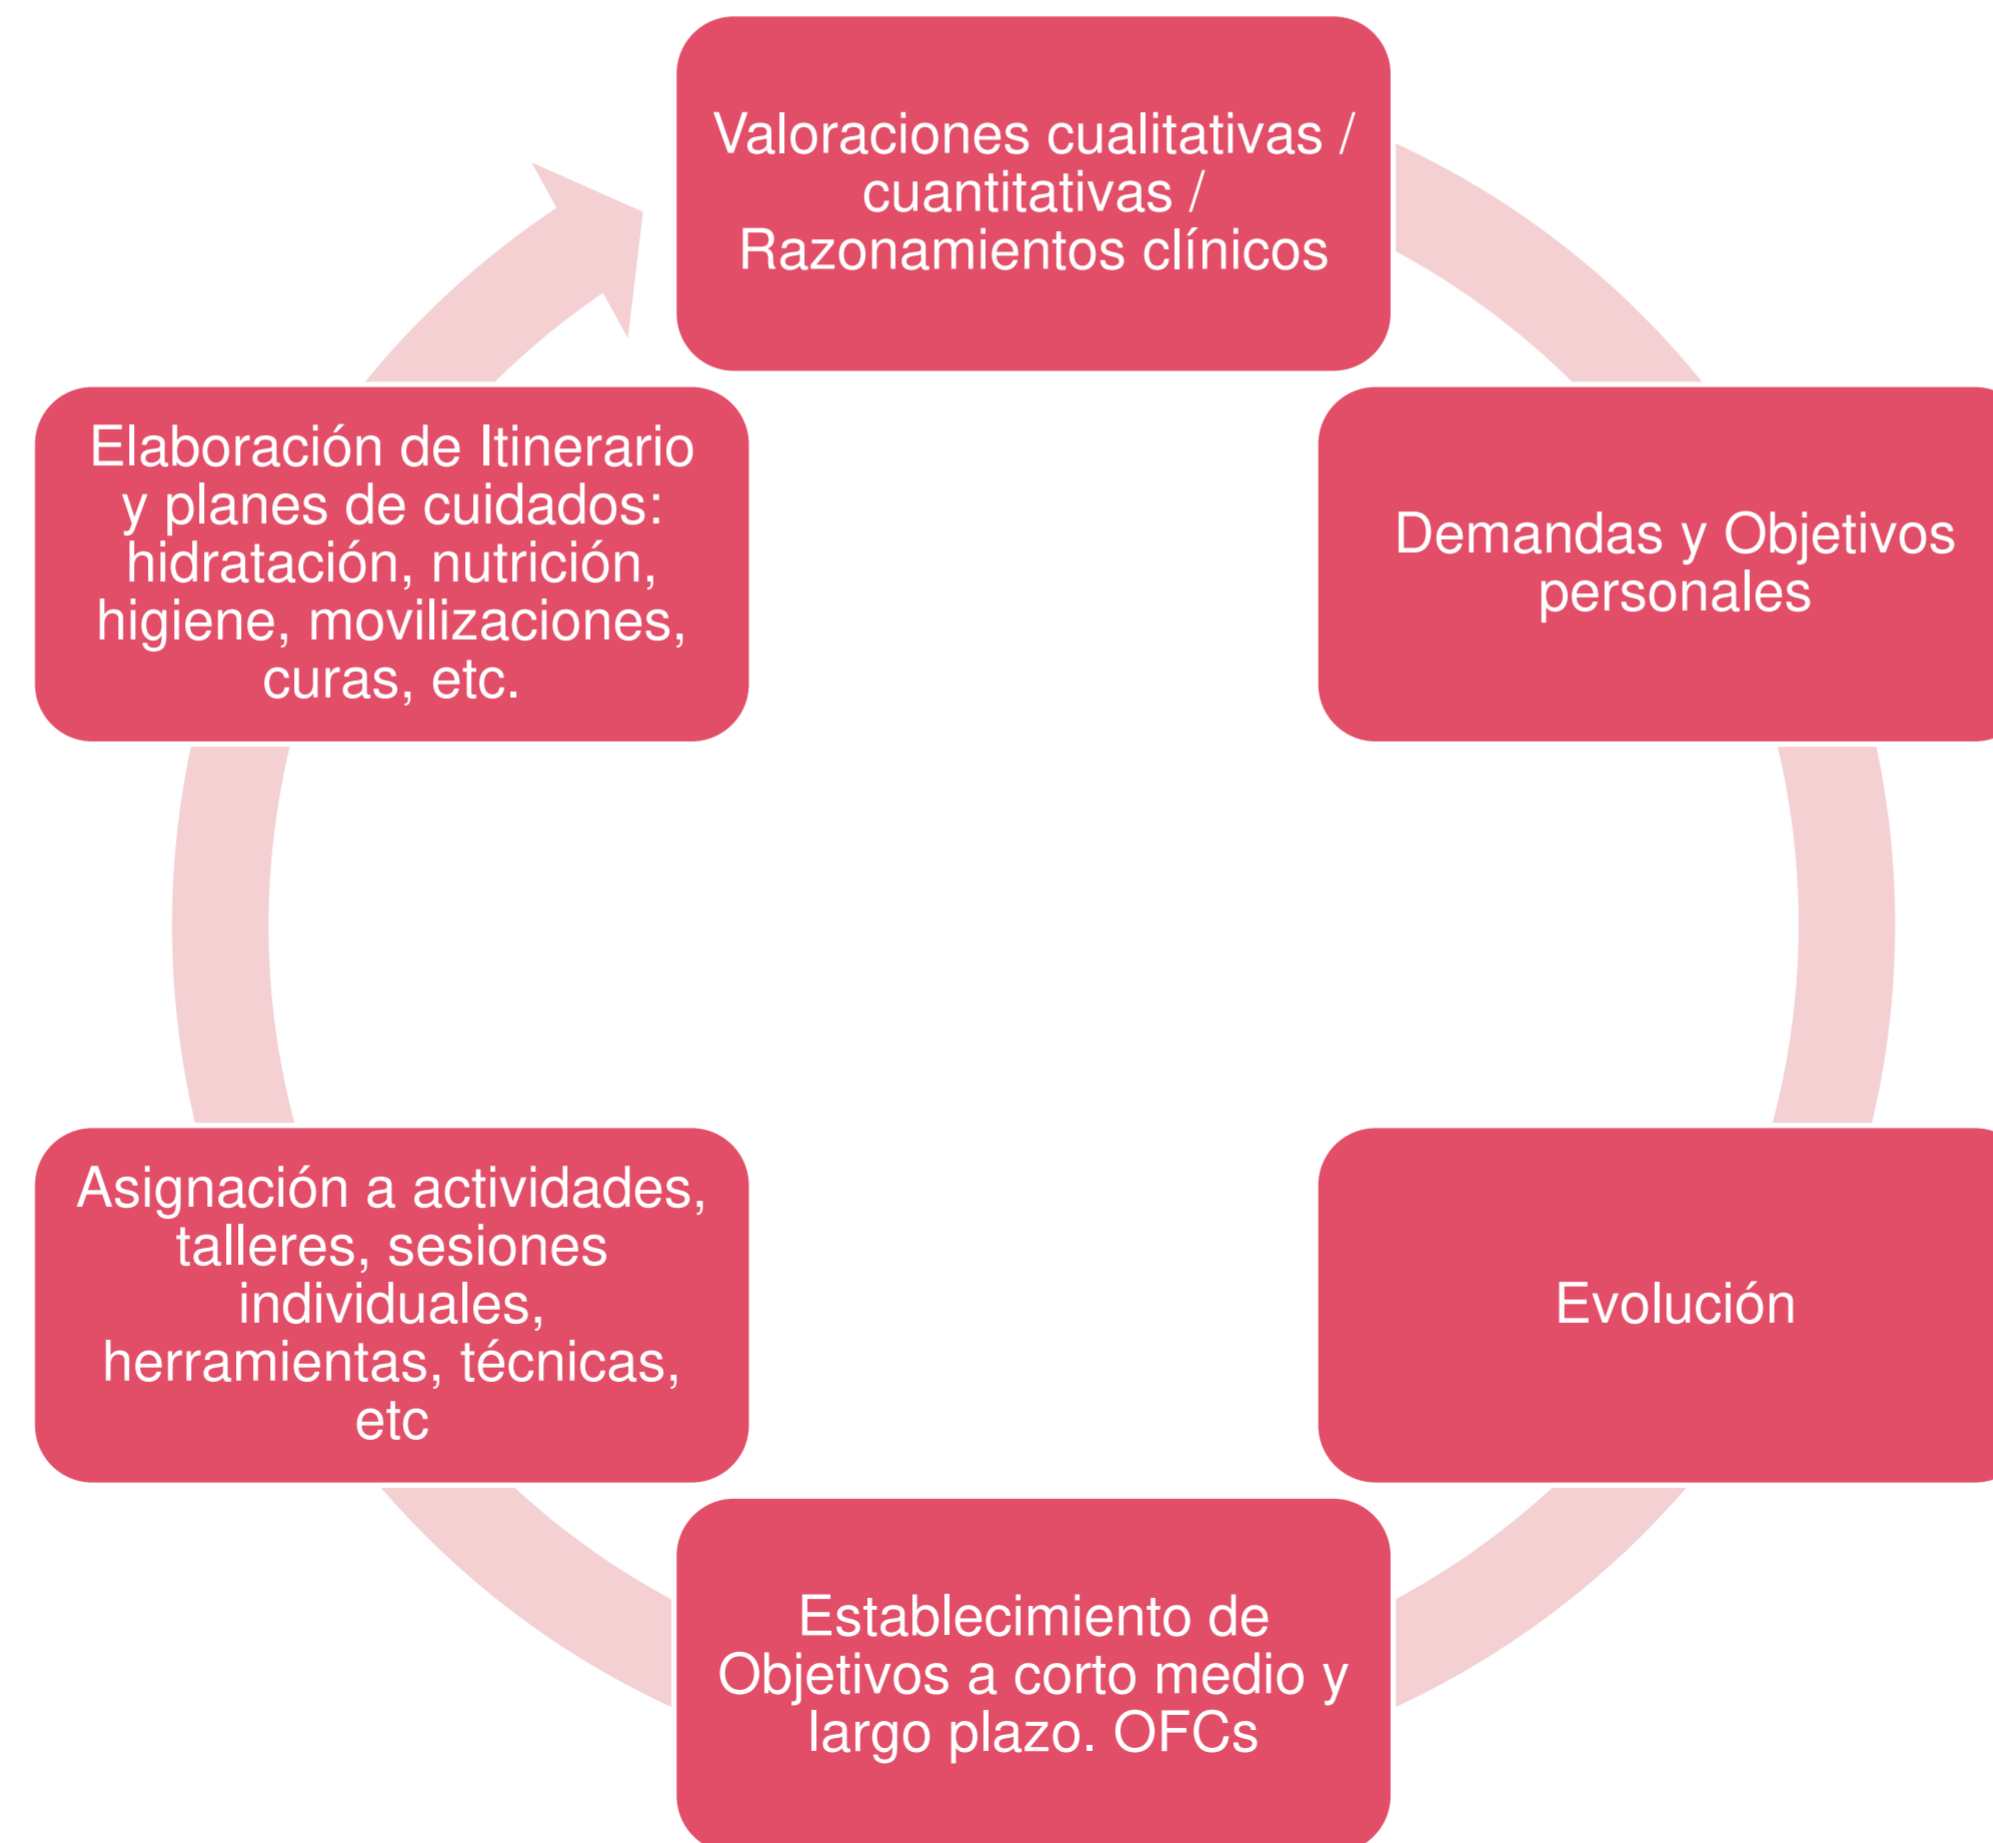 Valoraciones cualitativas /
cuantitativas /
Razonamientos clínicos
Demandas y Objetivos
personales
Evolución
Establecimiento de
Objetivos a corto medio y
largo plazo. OFCs
Asignación a actividades,
talleres, sesiones
individuales,
herramientas, técnicas,
etc
Elaboración de Itinerario
y planes de cuidados:
hidratación, nutrición,
higiene, movilizaciones,
curas, etc.